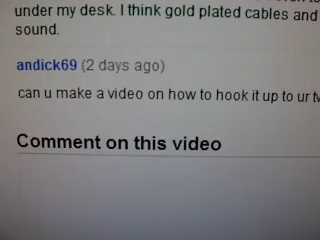 under my desk. I think gold plated cables and
sound.
andick69 (2 days ago)
can u make a video on how to hook it up to ur
Comment on this video